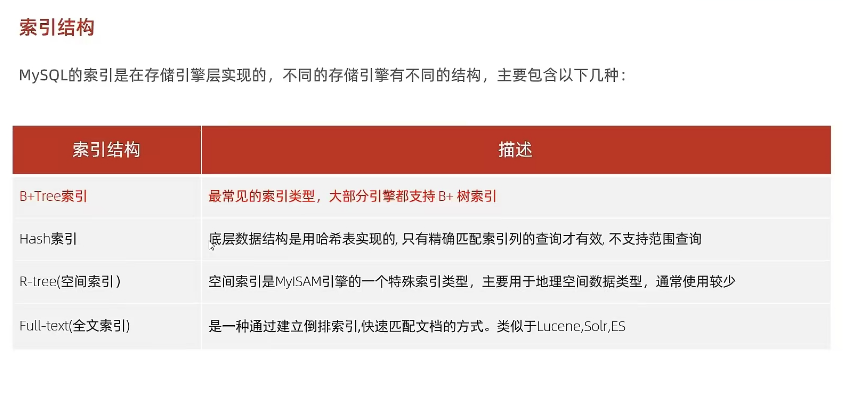 索引结构
MySQL的索引是在存储引擎层实现的，不同的存储引擎有不同的结构，主要包含以下几种：
索引结构 描述
B+Tree索引 最常见的索引类型，大部分引擎都支持 B+ 树索引
Hash索引 底层数据结构是用哈希表实现的, 只有精确匹配索引列的查询才有效, 不支持范围查询
R-tree(空间索引） 空间索引是MyISAM引擎的一个特殊索引类型，主要用于地理空间数据类型，通常使用较少
Full-text(全文索引) 是一种通过建立倒排索引,快速匹配文档的方式。类似于Lucene,Solr,ES